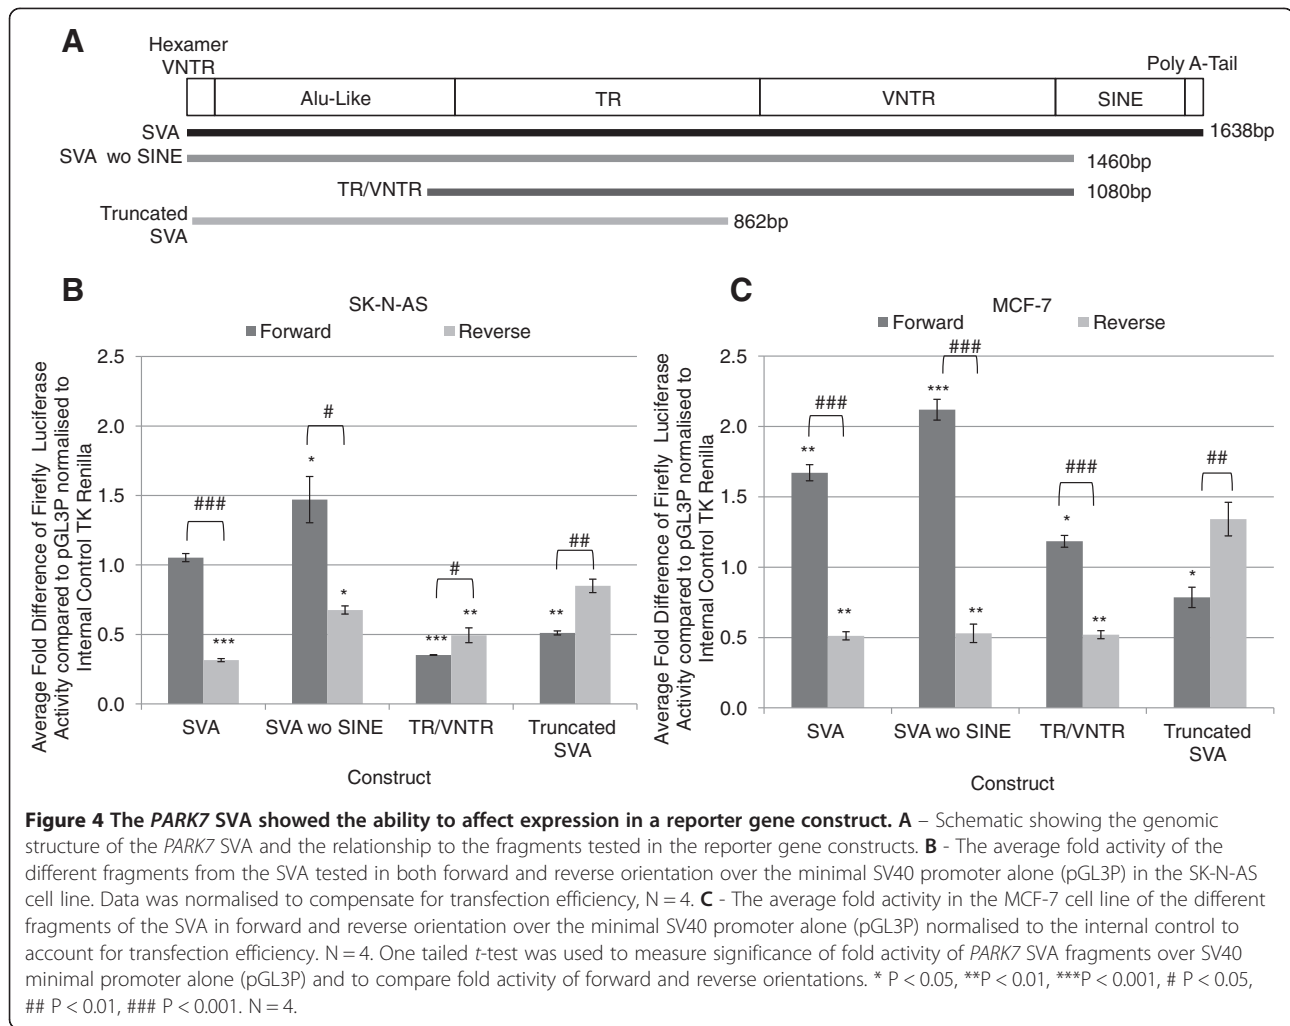 A
Hexamer
VNTR
Poly A-Tail
Alu-Like
TR
VNTR
SINE
SVA
1638bp
SVA wo SINE
1460bp
TR/VNTR
1080bp
Truncated
SVA
862bp
B
SK-N-AS
Forward
Reverse
Average Fold Difference of Firefly Luciferase
Activity compared to pGL3P normalised to
Internal Control TK Renilla
2.5
2.0
1.5
1.0
0.5
0.0
###
***
#
*
*
#
***
**
##
**
SVA
SVA wo SINE
TR/VNTR
Truncated
SVA
Construct
C
MCF-7
Forward
Reverse
Average Fold Difference of Firefly Luciferase
Activity compared to pGL3P normalised to
Internal Control TK Renilla
2.5
2.0
1.5
1.0
0.5
0.0
###
**
**
###
***
**
###
*
**
##
*
SVA
SVA wo SINE
TR/VNTR
Truncated
SVA
Construct
Figure 4 The PARK7 SVA showed the ability to affect expression in a reporter gene construct. A – Schematic showing the genomic
structure of the PARK7 SVA and the relationship to the fragments tested in the reporter gene constructs. B - The average fold activity of the
different fragments from the SVA tested in both forward and reverse orientation over the minimal SV40 promoter alone (pGL3P) in the SK-N-AS
cell line. Data was normalised to compensate for transfection efficiency, N = 4. C - The average fold activity in the MCF-7 cell line of the different
fragments of the SVA in forward and reverse orientation over the minimal SV40 promoter alone (pGL3P) normalised to the internal control to
account for transfection efficiency. N = 4. One tailed t-test was used to measure significance of fold activity of PARK7 SVA fragments over SV40
minimal promoter alone (pGL3P) and to compare fold activity of forward and reverse orientations. * P < 0.05, **P < 0.01, ***P < 0.001, # P < 0.05,
## P < 0.01, ### P < 0.001. N = 4.